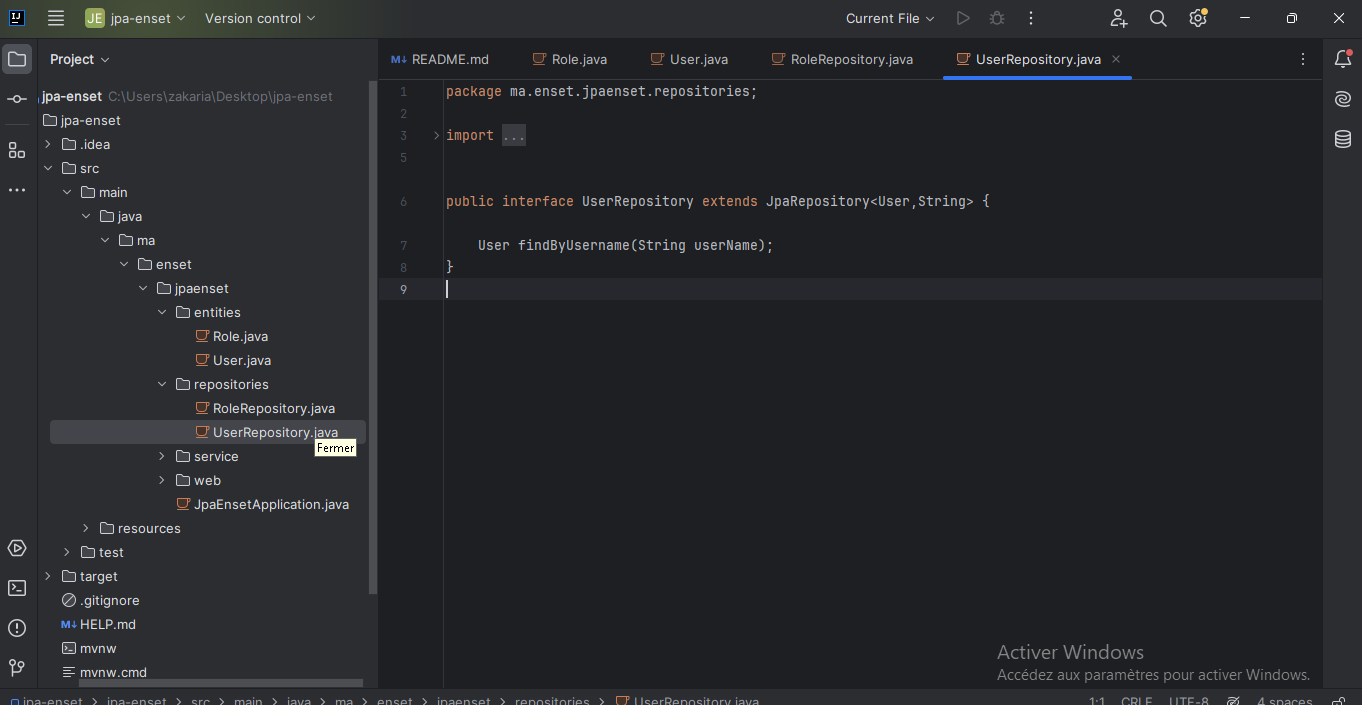 JE jpa-enset Version control Current File
Project
README.md Role.java User.java RoleRepository.java UserRepository.java
jpa-enset C:\Users\zakaria\Desktop\jpa-enset
jpa-enset
.idea
src
main
java
ma
enset
jpaenset
entities
Role.java
User.java
repositories
RoleRepository.java
UserRepository.java
Fermer
service
web
JpaEnsetApplication.java
resources
test
target
.gitignore
HELP.md
mvnw
mvnw.cmd
1 package ma.enset.jpaenset.repositories;
2
3 import ...
5
6 public interface UserRepository extends JpaRepository<User,String> {
7 User findByUsername(String userName);
8 }
9
Activer Windows
Accédez aux paramètres pour activer Windows.
jpa-enset > jpa-enset > src > main > java > ma > enset > jpaenset > repositories > UserRepository.java 1:1 CRLF UTF-8 4 spaces